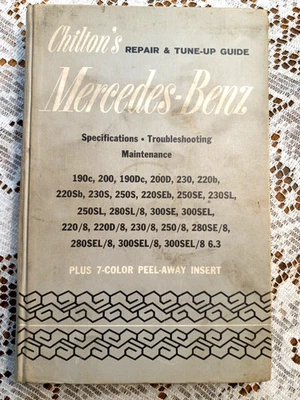 Chilton's REPAIR & TUNE-UP GUIDE
Mercedes-Benz
Specifications • Troubleshooting
Maintenance
190c, 200, 190Dc, 200D, 230, 220b,
220Sb, 230S, 250S, 220SEb, 250SE, 230SL,
250SL, 280SL/8, 300SE, 300SEL,
220/8, 220D/8, 230/8, 250/8, 280SE/8,
280SEL/8, 300SEL/8, 300SEL/8 6.3
PLUS 7-COLOR PEEL-AWAY INSERT